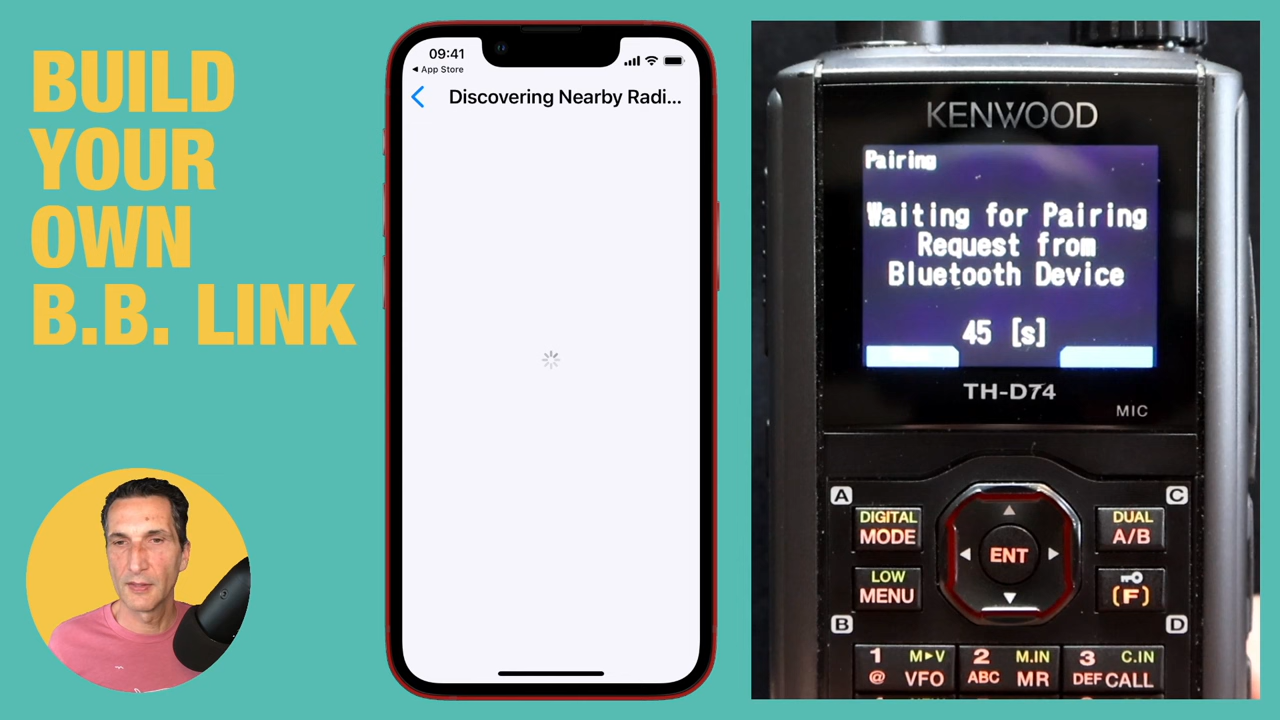 BUILD
YOUR
OWN
B.B. LINK
09:41
◀ App Store
Discovering Nearby Radi...
KENWOOD
Pairing
Waiting for Pairing
Request from
Bluetooth Device
45 [s]
TH-D74
MIC
A
C
DIGITAL
MODE
DUAL
A/B
ENT
LOW
MENU
(F)
B
D
1 M▶V
@ VFO
2 M.IN
ABC MR
3 C.IN
DEF CALL